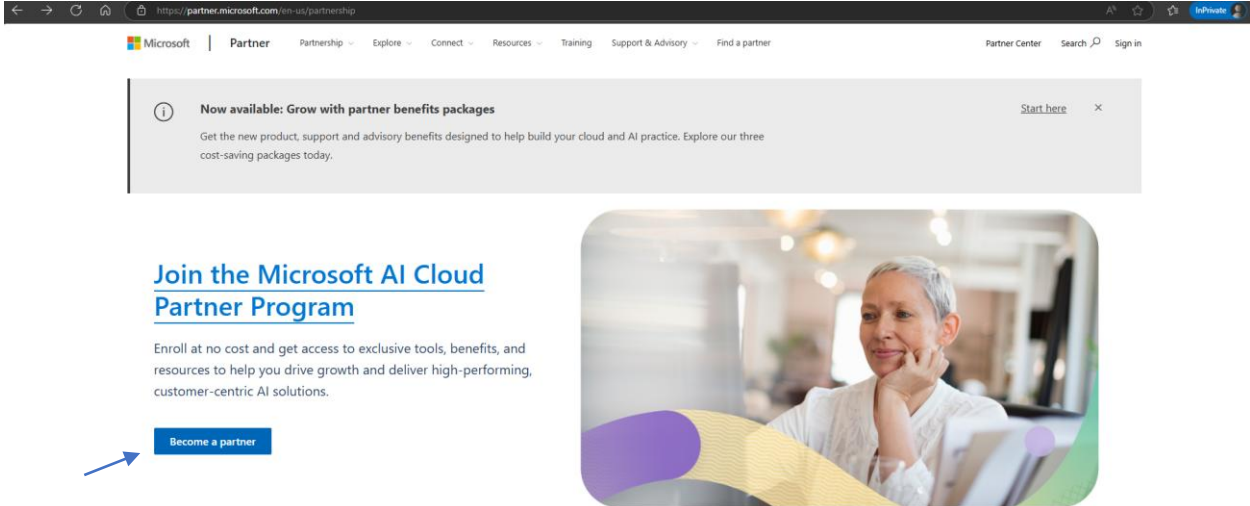 https://partner.microsoft.com/en-us/partnership
InPrivate
Microsoft Partner Partnership Explore Connect Resources Training Support & Advisory Find a partner Partner Center Search Sign in
Now available: Grow with partner benefits packages Start here
Get the new product, support and advisory benefits designed to help build your cloud and AI practice. Explore our three
cost-saving packages today.
Join the Microsoft AI Cloud
Partner Program
Enroll at no cost and get access to exclusive tools, benefits, and
resources to help you drive growth and deliver high-performing,
customer-centric AI solutions.
Become a partner